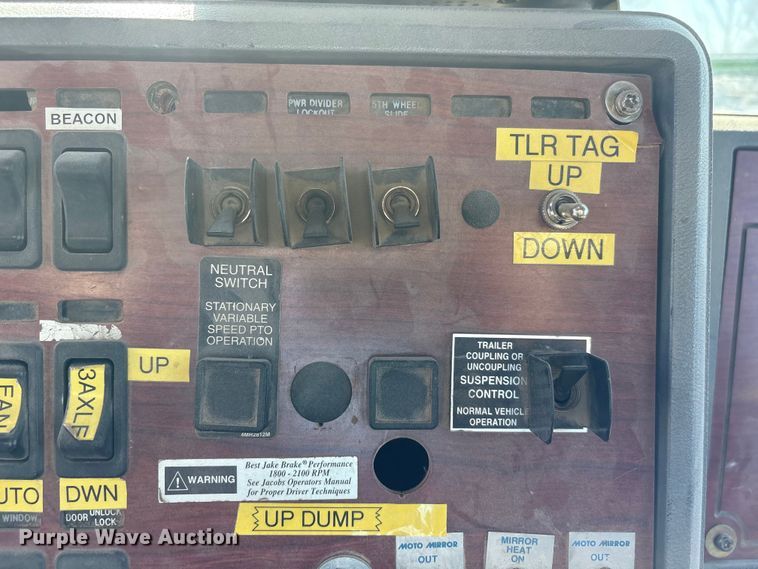 PWR DIVIDER
LOCKOUT
5TH WHEEL
SLIDE
BEACON
TLR TAG
UP
DOWN
NEUTRAL
SWITCH
STATIONARY
VARIABLE
SPEED PTO
OPERATION
4MR2812M
TRAILER
COUPLING OR
UNCOUPLING
SUSPENSION
CONTROL
NORMAL VEHICLE
OPERATION
UP
FAN
3AXLE
AUTO
DWN
WINDOW
DOOR UNLOCK
LOCK
WARNING
Best Jake Brake® Performance
1800 - 2100 RPM
See Jacobs Operators Manual
for Proper Driver Techniques
UP DUMP
MOTO MIRROR
OUT
MIRROR
HEAT
ON
MOTO MIRROR
OUT
Purple Wave Auction